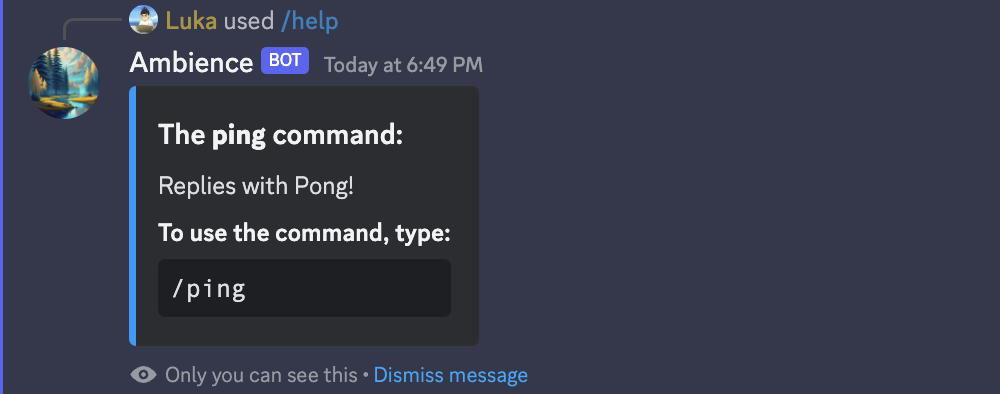 Luka used /help
Ambience BOT Today at 6:49 PM
The ping command:
Replies with Pong!
To use the command, type:
/ping
Only you can see this • Dismiss message